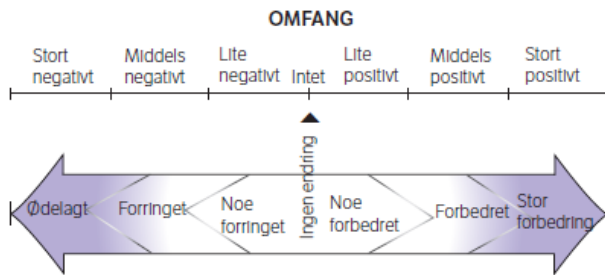 OMFANG
Stort negativt
Middels negativt
Lite negativt
Intet
Lite positivt
Middels positivt
Stort positivt
Ødelagt
Forringet
Noe forringet
Ingen endring
Noe forbedret
Forbedret
Stor forbedring